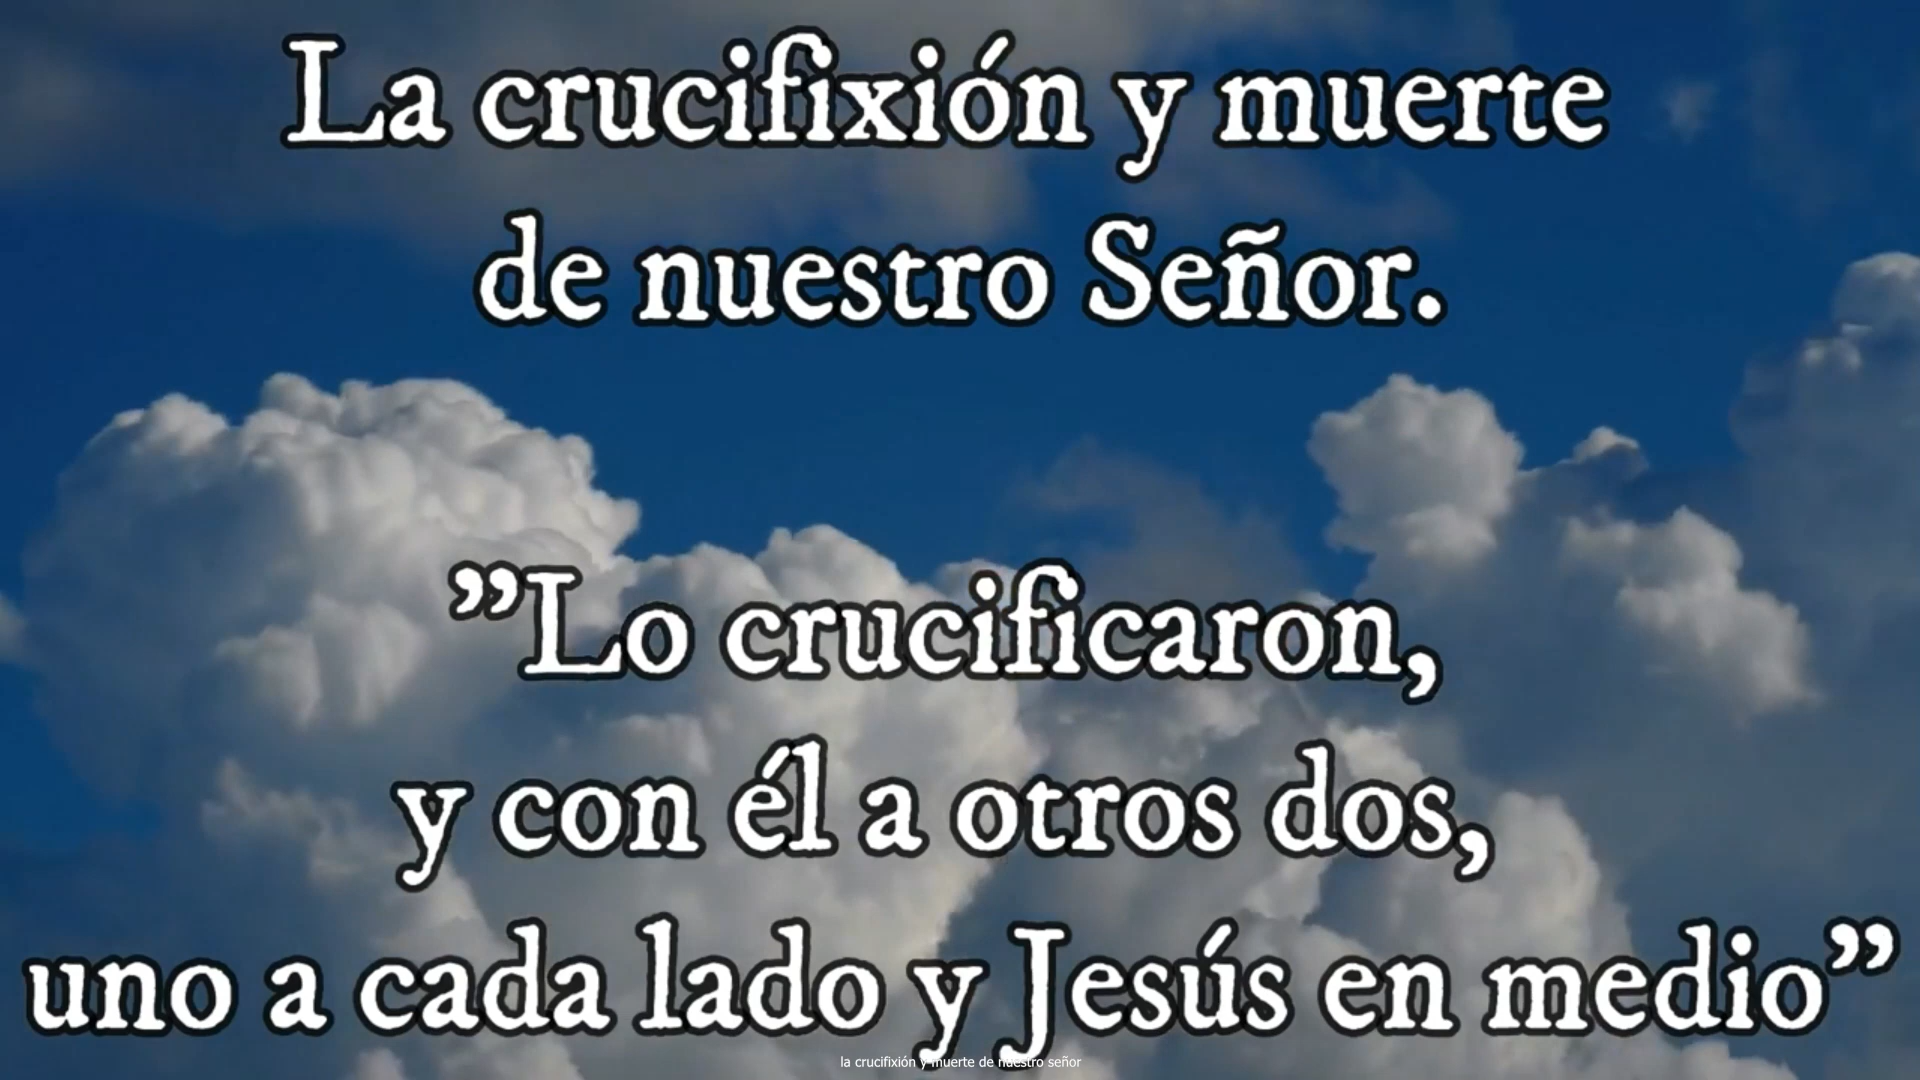 La crucifixión y muerte
de nuestro Señor.
”Lo crucificaron,
y con él a otros dos,
uno a cada lado y Jesús en medio”
la crucifixión y muerte de nuestro señor